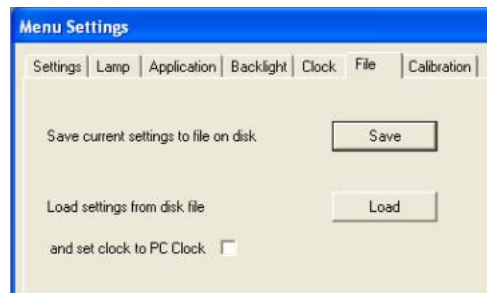 Menu Settings
Settings Lamp Application Backlight Clock File Calibration
Save current settings to file on disk Save
Load settings from disk file Load
and set clock to PC Clock